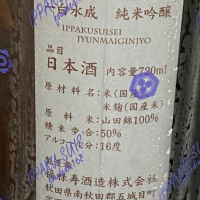 白水成 純米吟醸
IPPAKUSUISEI
JYUNMAIGINJYO
品目
日本酒 内容量720ml
原材料名：米(国産)
米麹(国産米)
原料米：山田錦100%
精米歩合：50%
アルコール分：16度
福禄寿酒造株式会社
秋田県南秋田郡五城目町